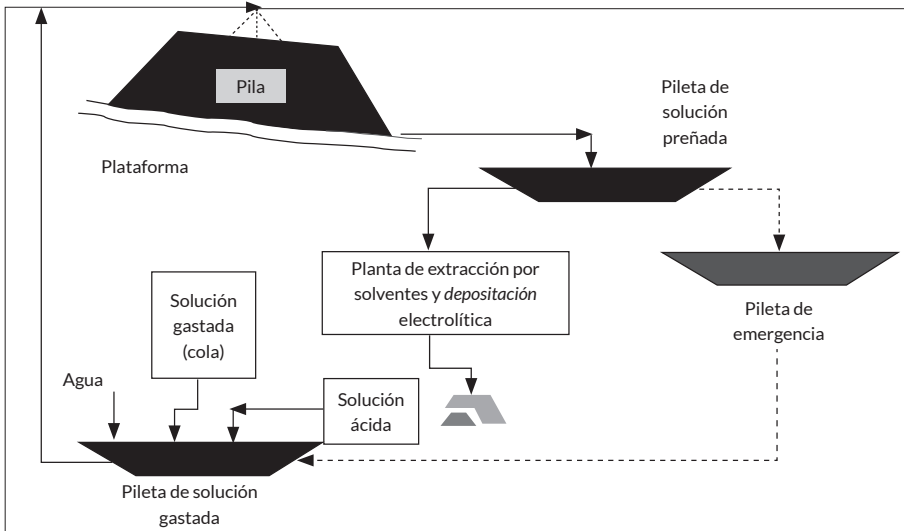 Pila
Pileta de
solución
preñada
Plataforma
Planta de extracción por
solventes y depositación
electrolítica
Solución
gastada
(cola)
Pileta de
emergencia
Agua
Solución
ácida
Pileta de solución
gastada